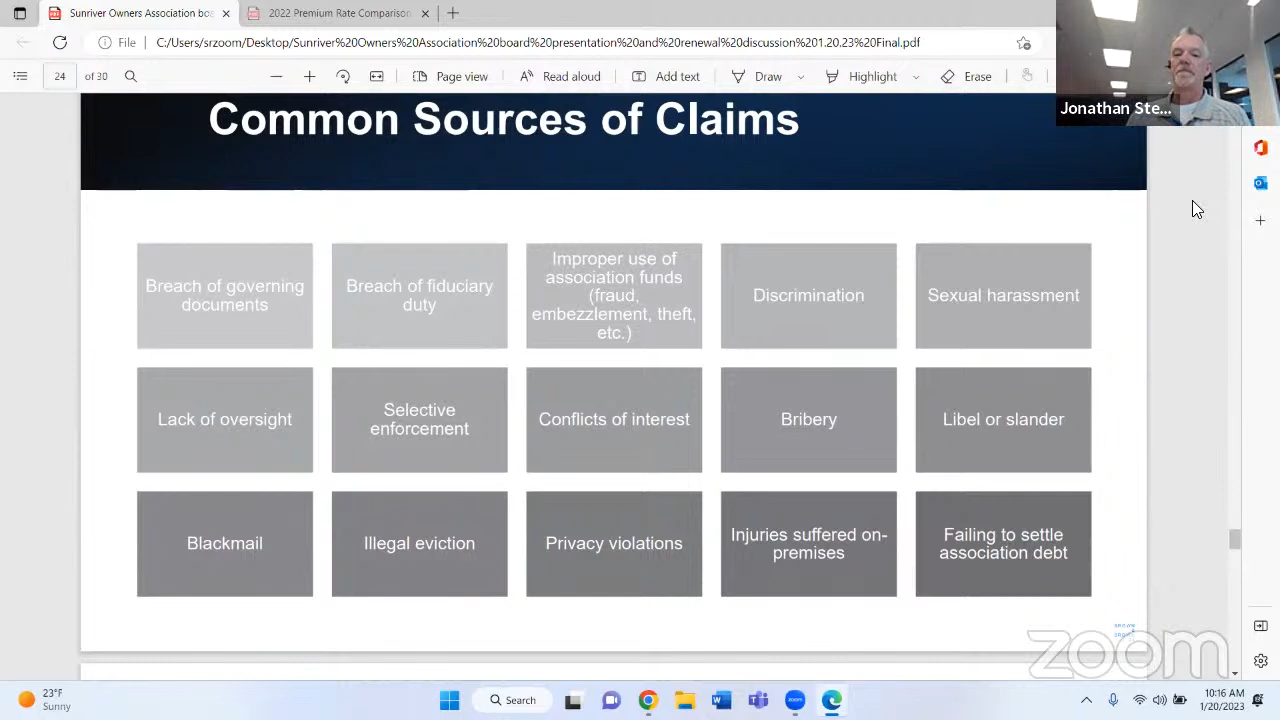 Sunriver Owners Association boa
2022 Premium Rate Comparison
File
C:/Users/srzoom/Desktop/Sunriver%20Owners%20Association%20board%20presentation%20and%20renewal%20discussion%201.20.23%20Final.pdf
24
of 30
Page view
Read aloud
Add text
Draw
Highlight
Erase
Jonathan Ste...
Common Sources of Claims
Breach of governing
documents
Breach of fiduciary
duty
Improper use of
association funds
(fraud,
embezzlement, theft,
etc.)
Discrimination
Sexual harassment
Lack of oversight
Selective
enforcement
Conflicts of interest
Bribery
Libel or slander
Blackmail
Illegal eviction
Privacy violations
Injuries suffered on-
premises
Failing to settle
association debt
zoom
23°F
Sunny
Search
10:16 AM
1/20/2023